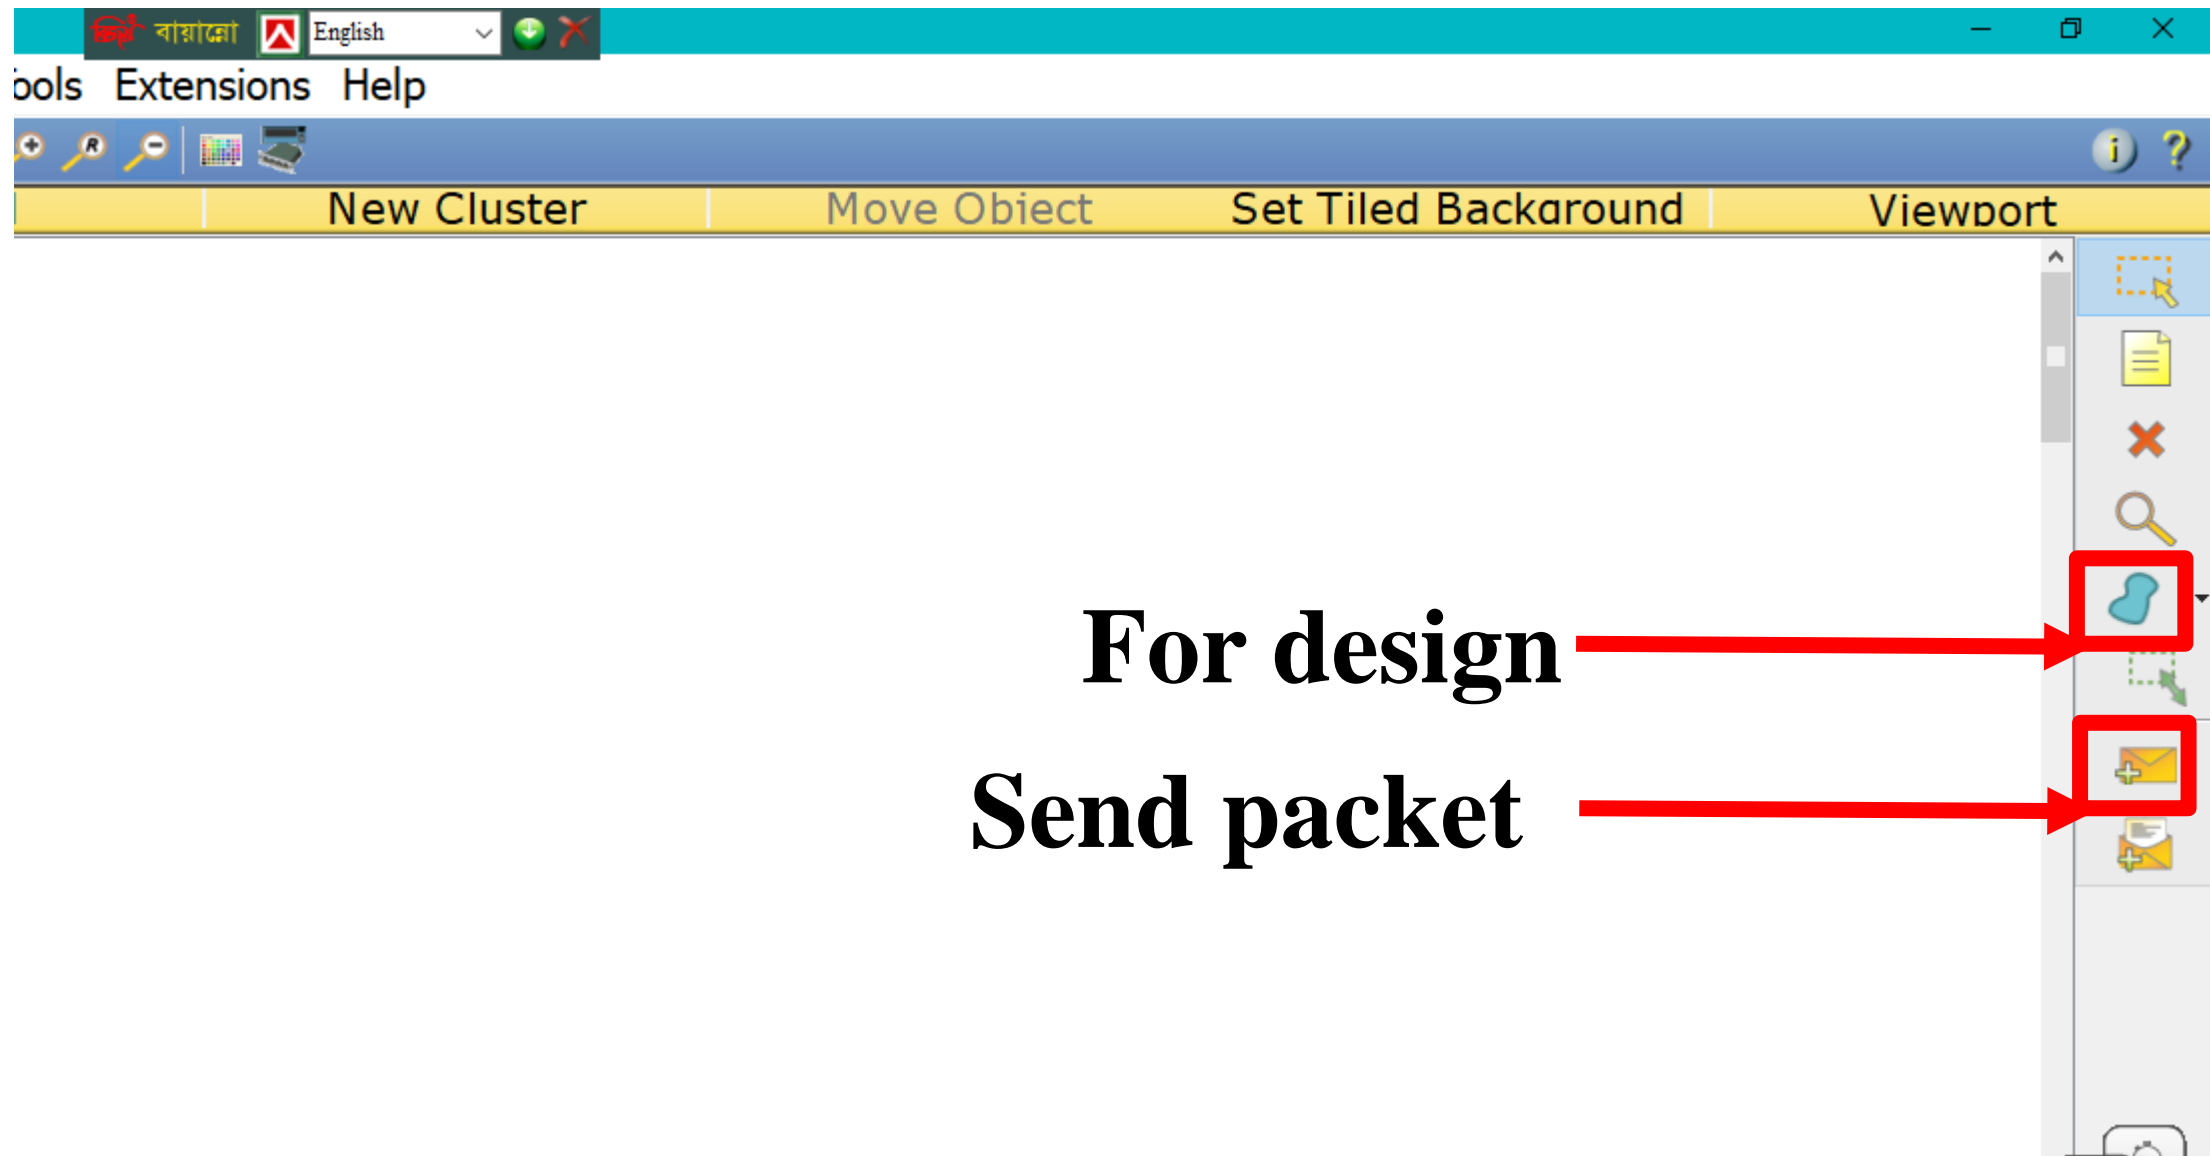 বায়ান্নো English
ools Extensions Help
R i ?
New Cluster Move Object Set Tiled Background Viewport
For design
Send packet